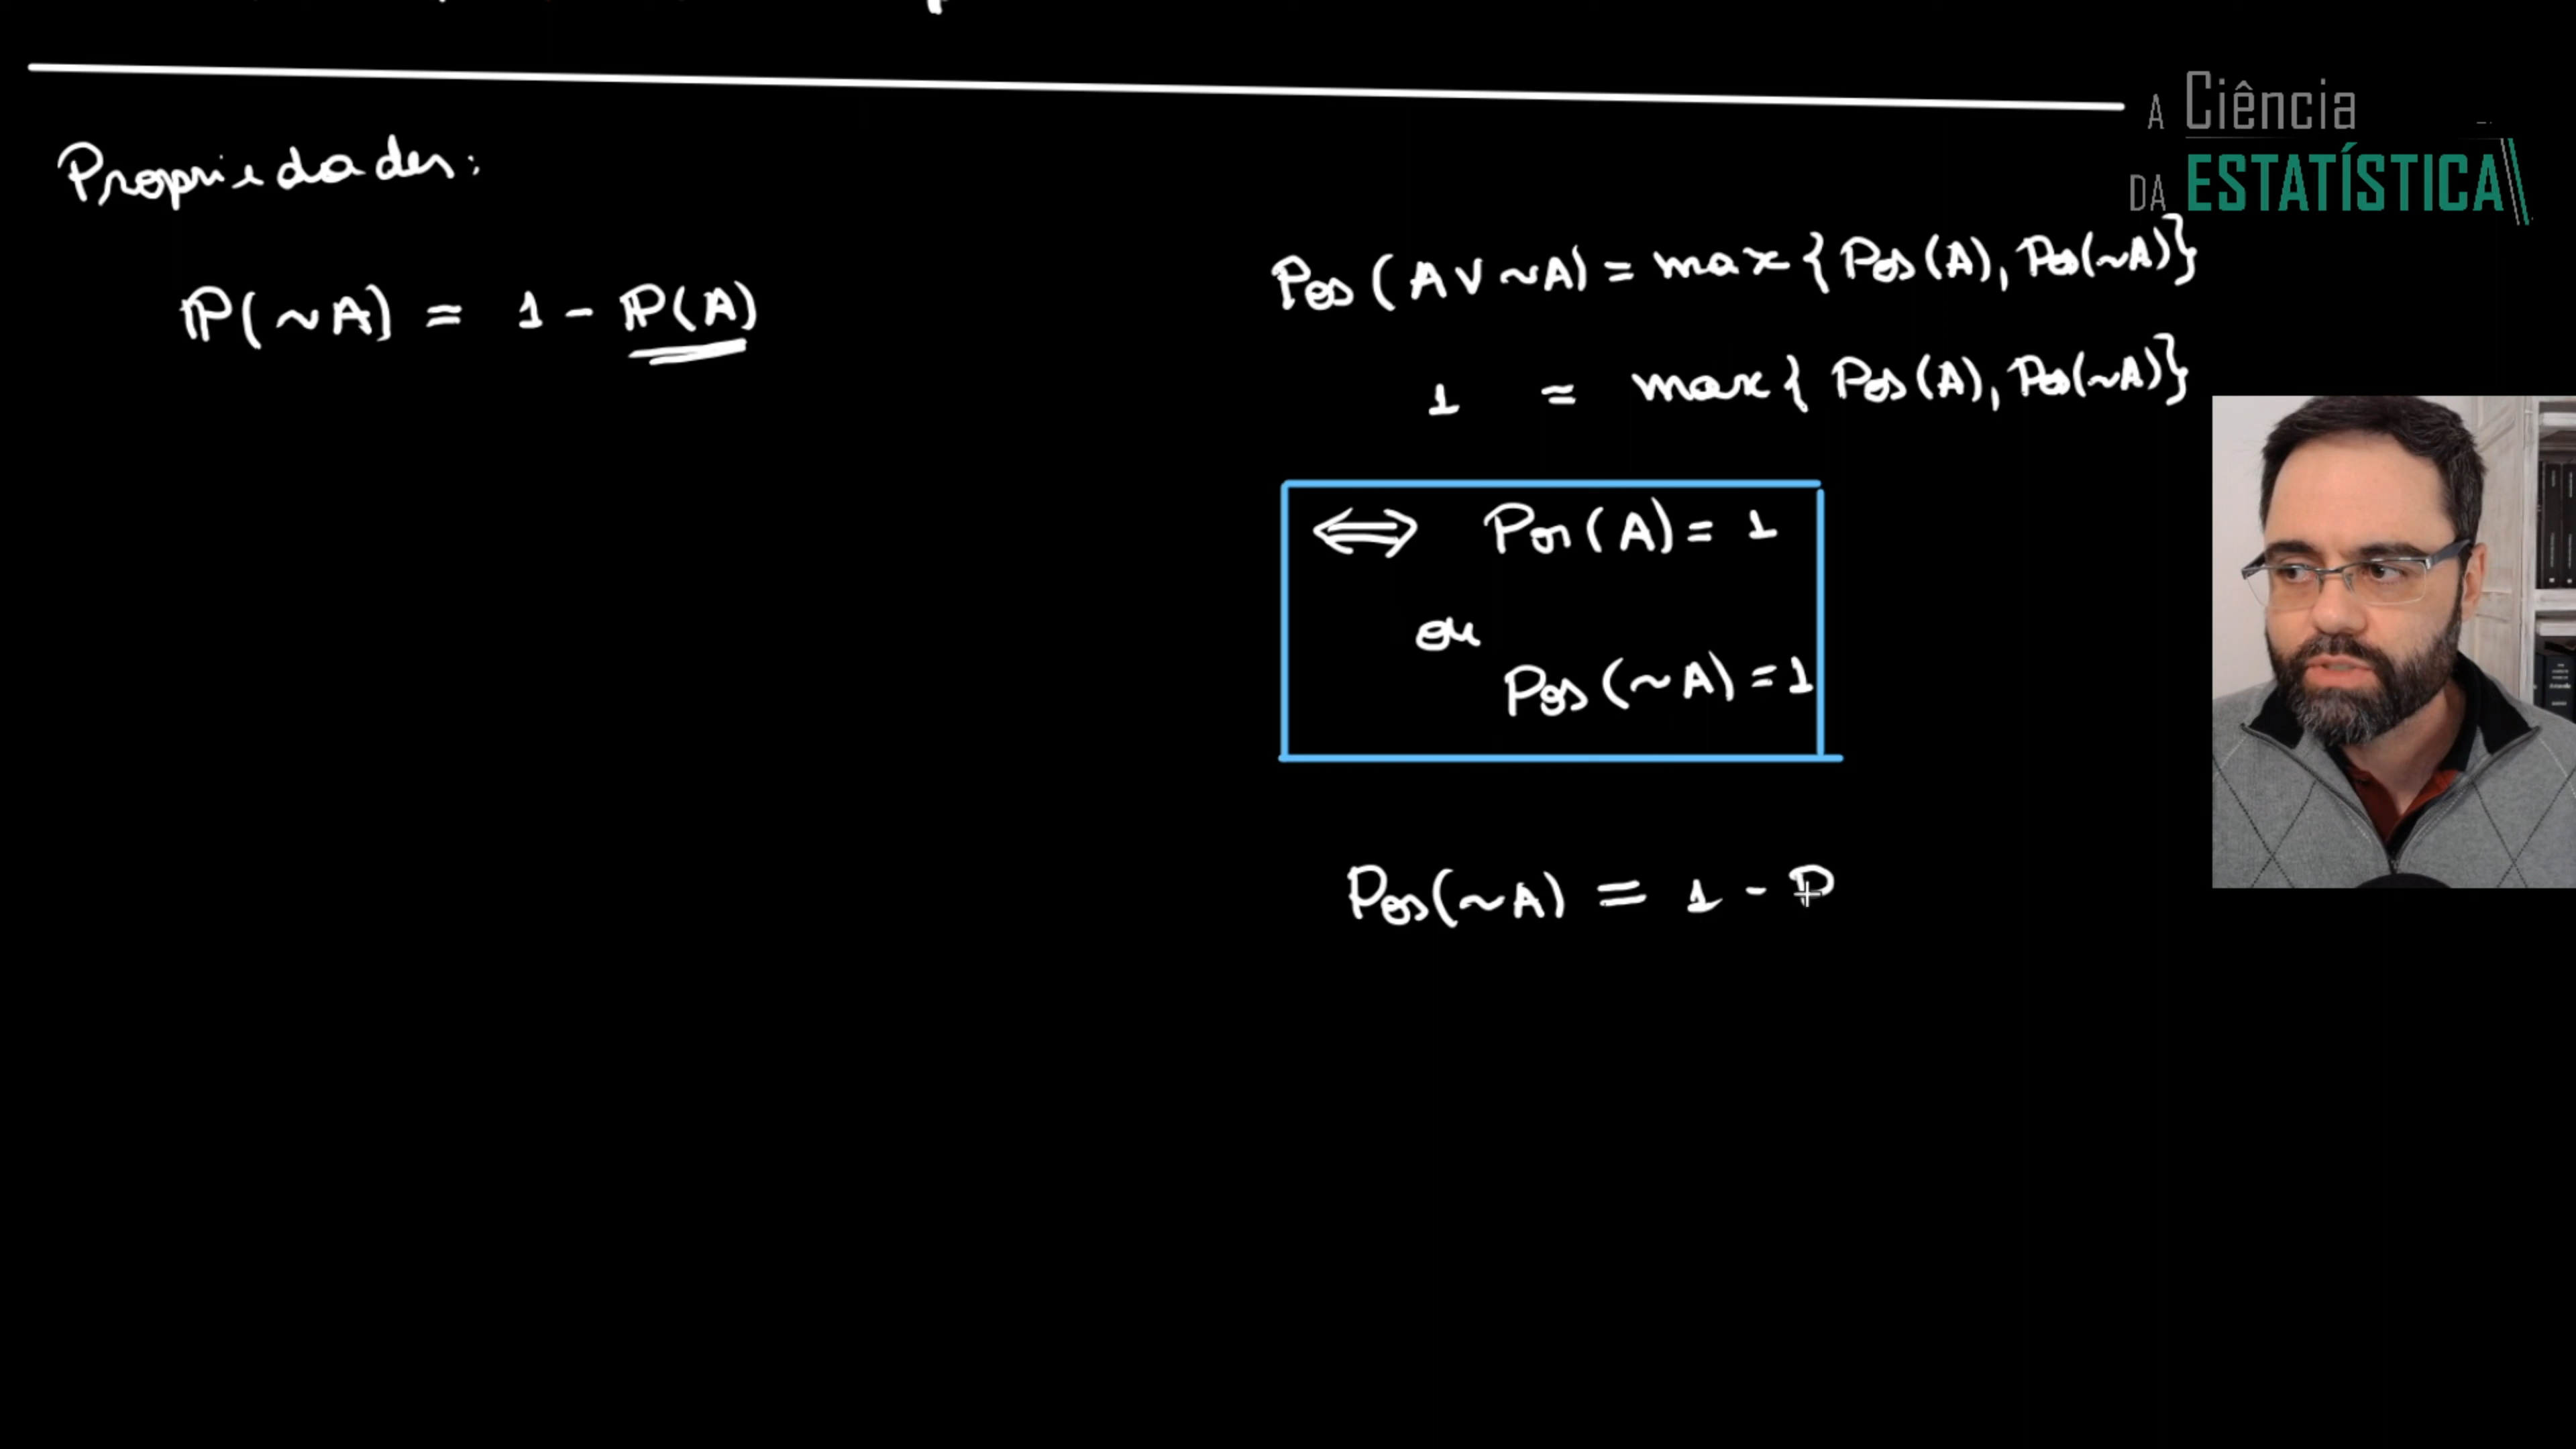 A Ciência
DA ESTATÍSTICA
Propriedades:
ℙ(~A) = 1 - ℙ(A)
Pos(A∨~A) = max{Pos(A), Pos(~A)}
1 = max{Pos(A), Pos(~A)}
⟺ Pos(A) = 1
ou
Pos(~A) = 1
Pos(~A) = 1 - P